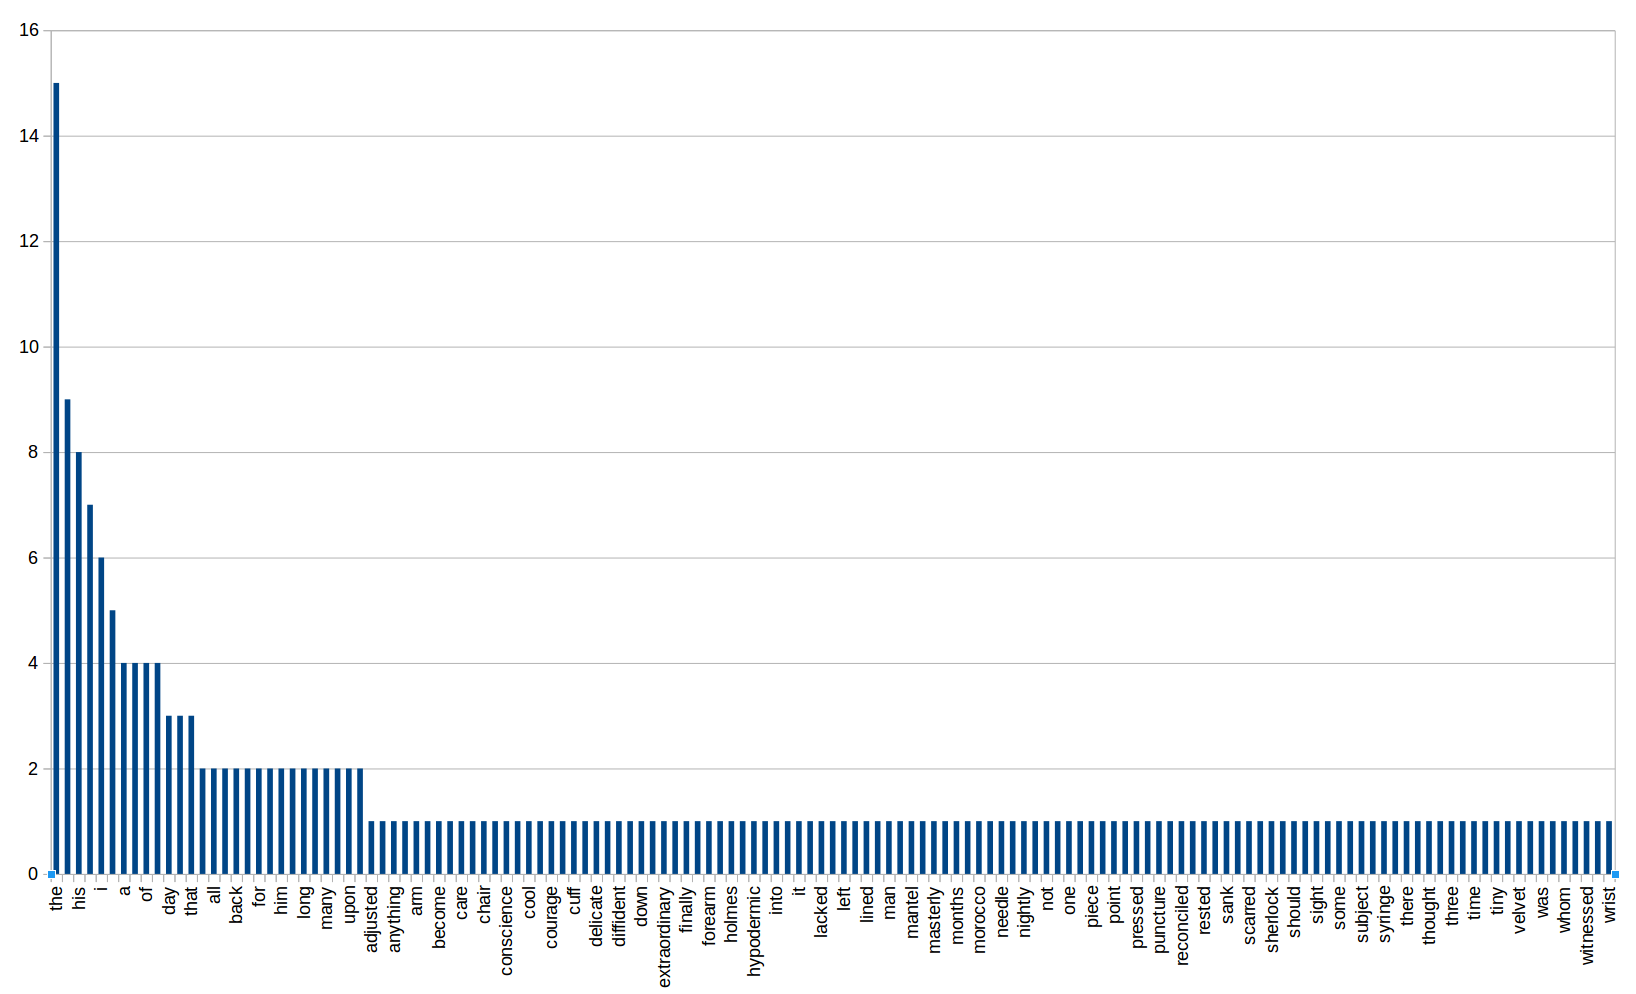 16
14
12
10
8
6
4
2
0
the
his
i
a
of
day
that
all
back
for
him
long
many
upon
adjusted
anything
arm
become
care
chair
conscience
cool
courage
cuff
delicate
diffident
down
extraordinary
finally
forearm
holmes
hypodermic
into
it
lacked
left
lined
man
mantel
masterly
months
morocco
needle
nightly
not
one
piece
point
pressed
puncture
reconciled
rested
sank
scarred
sherlock
should
sight
some
subject
syringe
there
thought
three
time
tiny
velvet
was
whom
witnessed
wrist